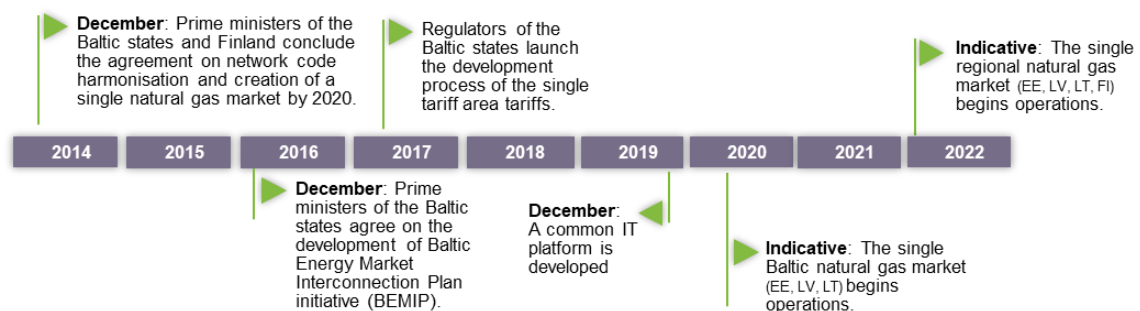 December: Prime ministers of the
Baltic states and Finland conclude
the agreement on network code
harmonisation and creation of a
single natural gas market by 2020.
Regulators of the
Baltic states launch
the development
process of the single
tariff area tariffs.
Indicative: The single
regional natural gas
market (EE, LV, LT, FI)
begins operations.
2014 2015 2016 2017 2018 2019 2020 2021 2022
December: Prime
ministers of the Baltic
states agree on the
development of Baltic
Energy Market
Interconnection Plan
initiative (BEMIP).
December:
A common IT
platform is
developed
Indicative: The single
Baltic natural gas market
(EE, LV, LT) begins
operations.